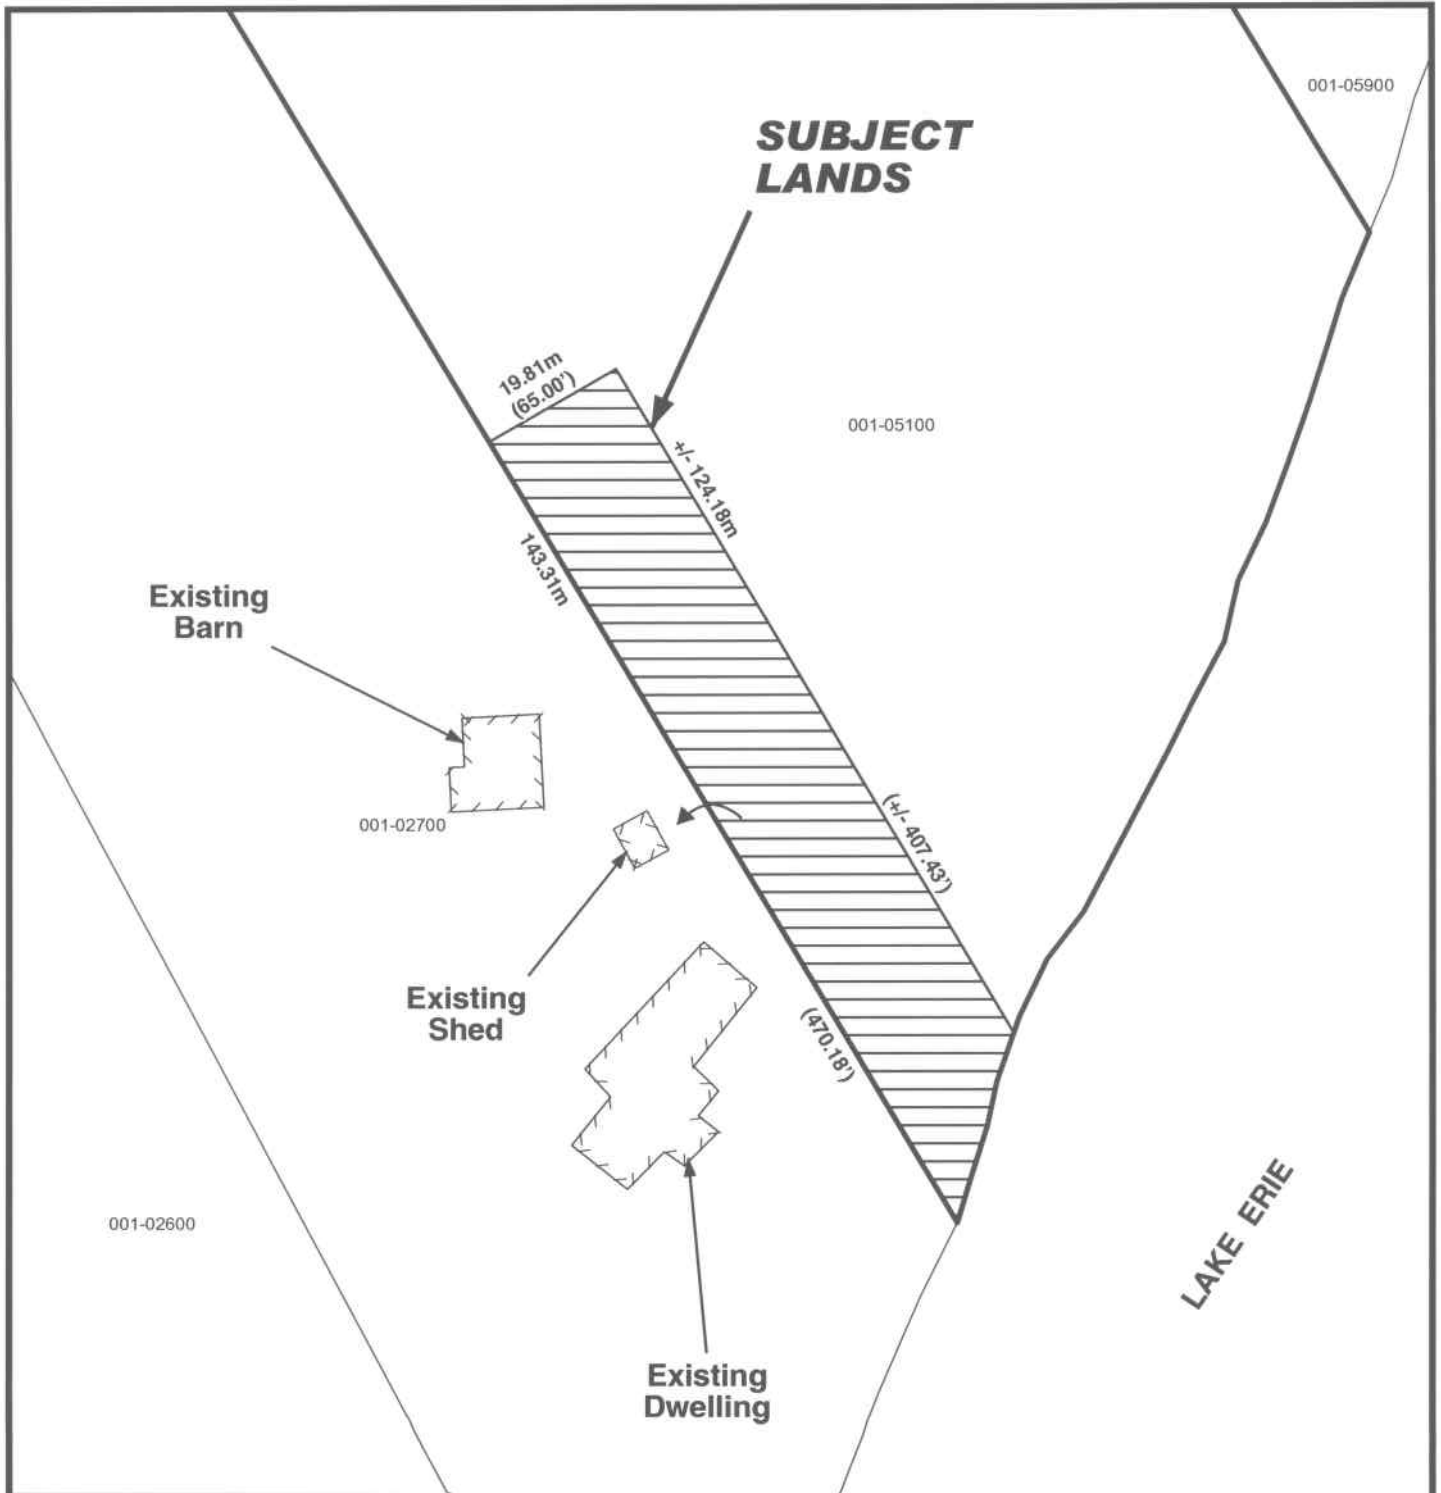 001-05900
SUBJECT
LANDS
19.81m
(65.00')
001-05100
+/- 124.18m
143.31m
Existing
Barn
001-02700
(+/- 407.43')
Existing
Shed
(470.18')
001-02600
LAKE ERIE
Existing
Dwelling